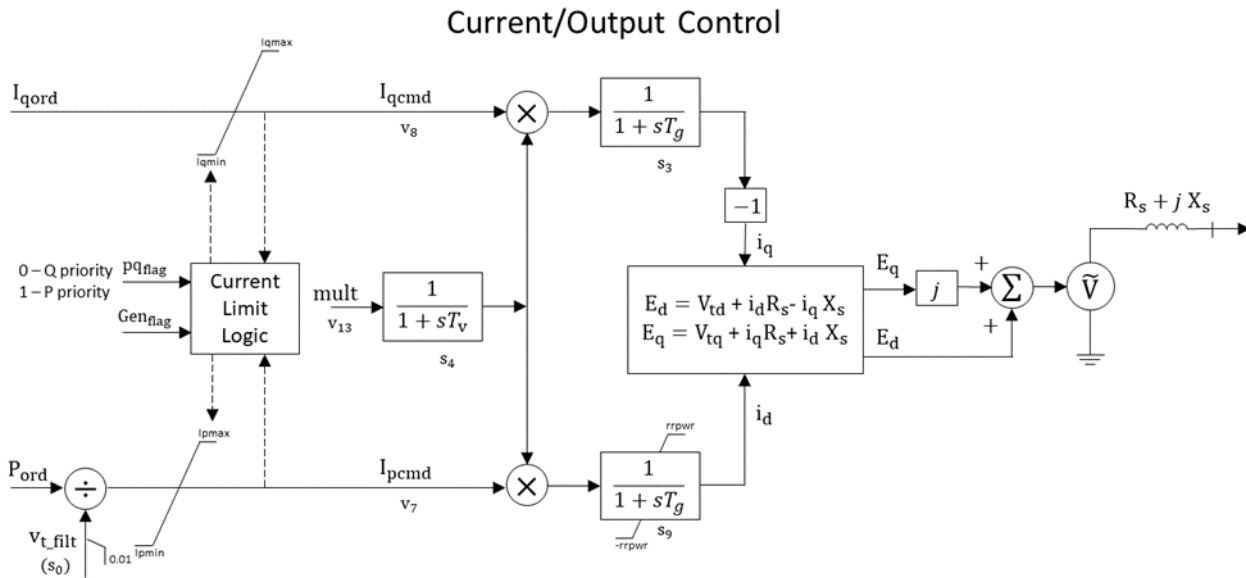 Current/Output Control
Iqmax
Iqord
Iqcmd
v8
×
1
1 + sTg
s3
Iqmin
−1
Rs + j Xs
iq
0 – Q priority
1 – P priority
pqflag
Genflag
Current
Limit
Logic
mult
v13
1
1 + sTv
s4
Ed = Vtd + idRs- iq Xs
Eq = Vtq + iqRs+ id Xs
Eq
j
+
Σ
+
Ṽ
Ed
id
Ipmax
rrpwr
Pord
÷
Ipcmd
v7
×
1
1 + sTg
s9
-rrpwr
vt_filt
(s0)
0.01
Ipmin